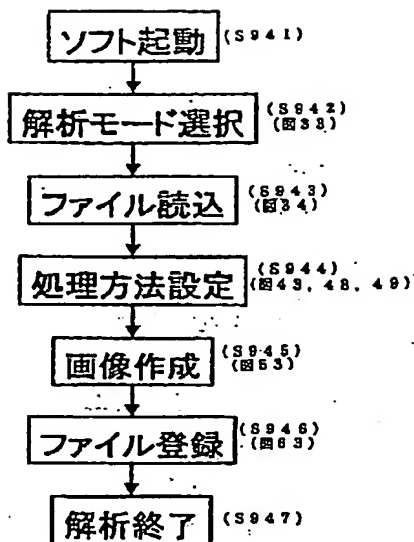 ソフト起動 (S941)
解析モード選択 (S942)
(図33)
ファイル読込 (S943)
(図34)
処理方法設定 (S944)
(図43, 48, 49)
画像作成 (S945)
(図53)
ファイル登録 (S946)
(図63)
解析終了 (S947)